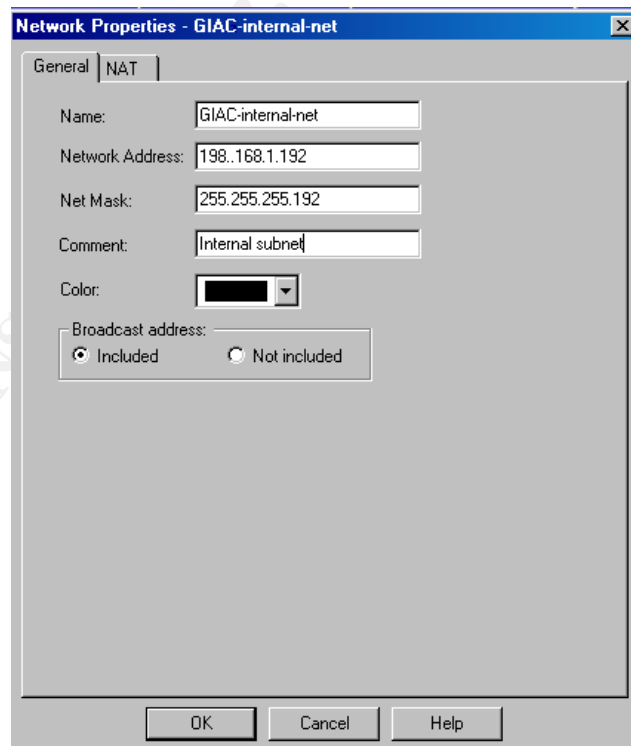 Network Properties - GIAC-internal-net
General NAT
Name: GIAC-internal-net
Network Address: 198..168.1.192
Net Mask: 255.255.255.192
Comment: Internal subnet
Color:
Broadcast address:
Included Not included
OK Cancel Help